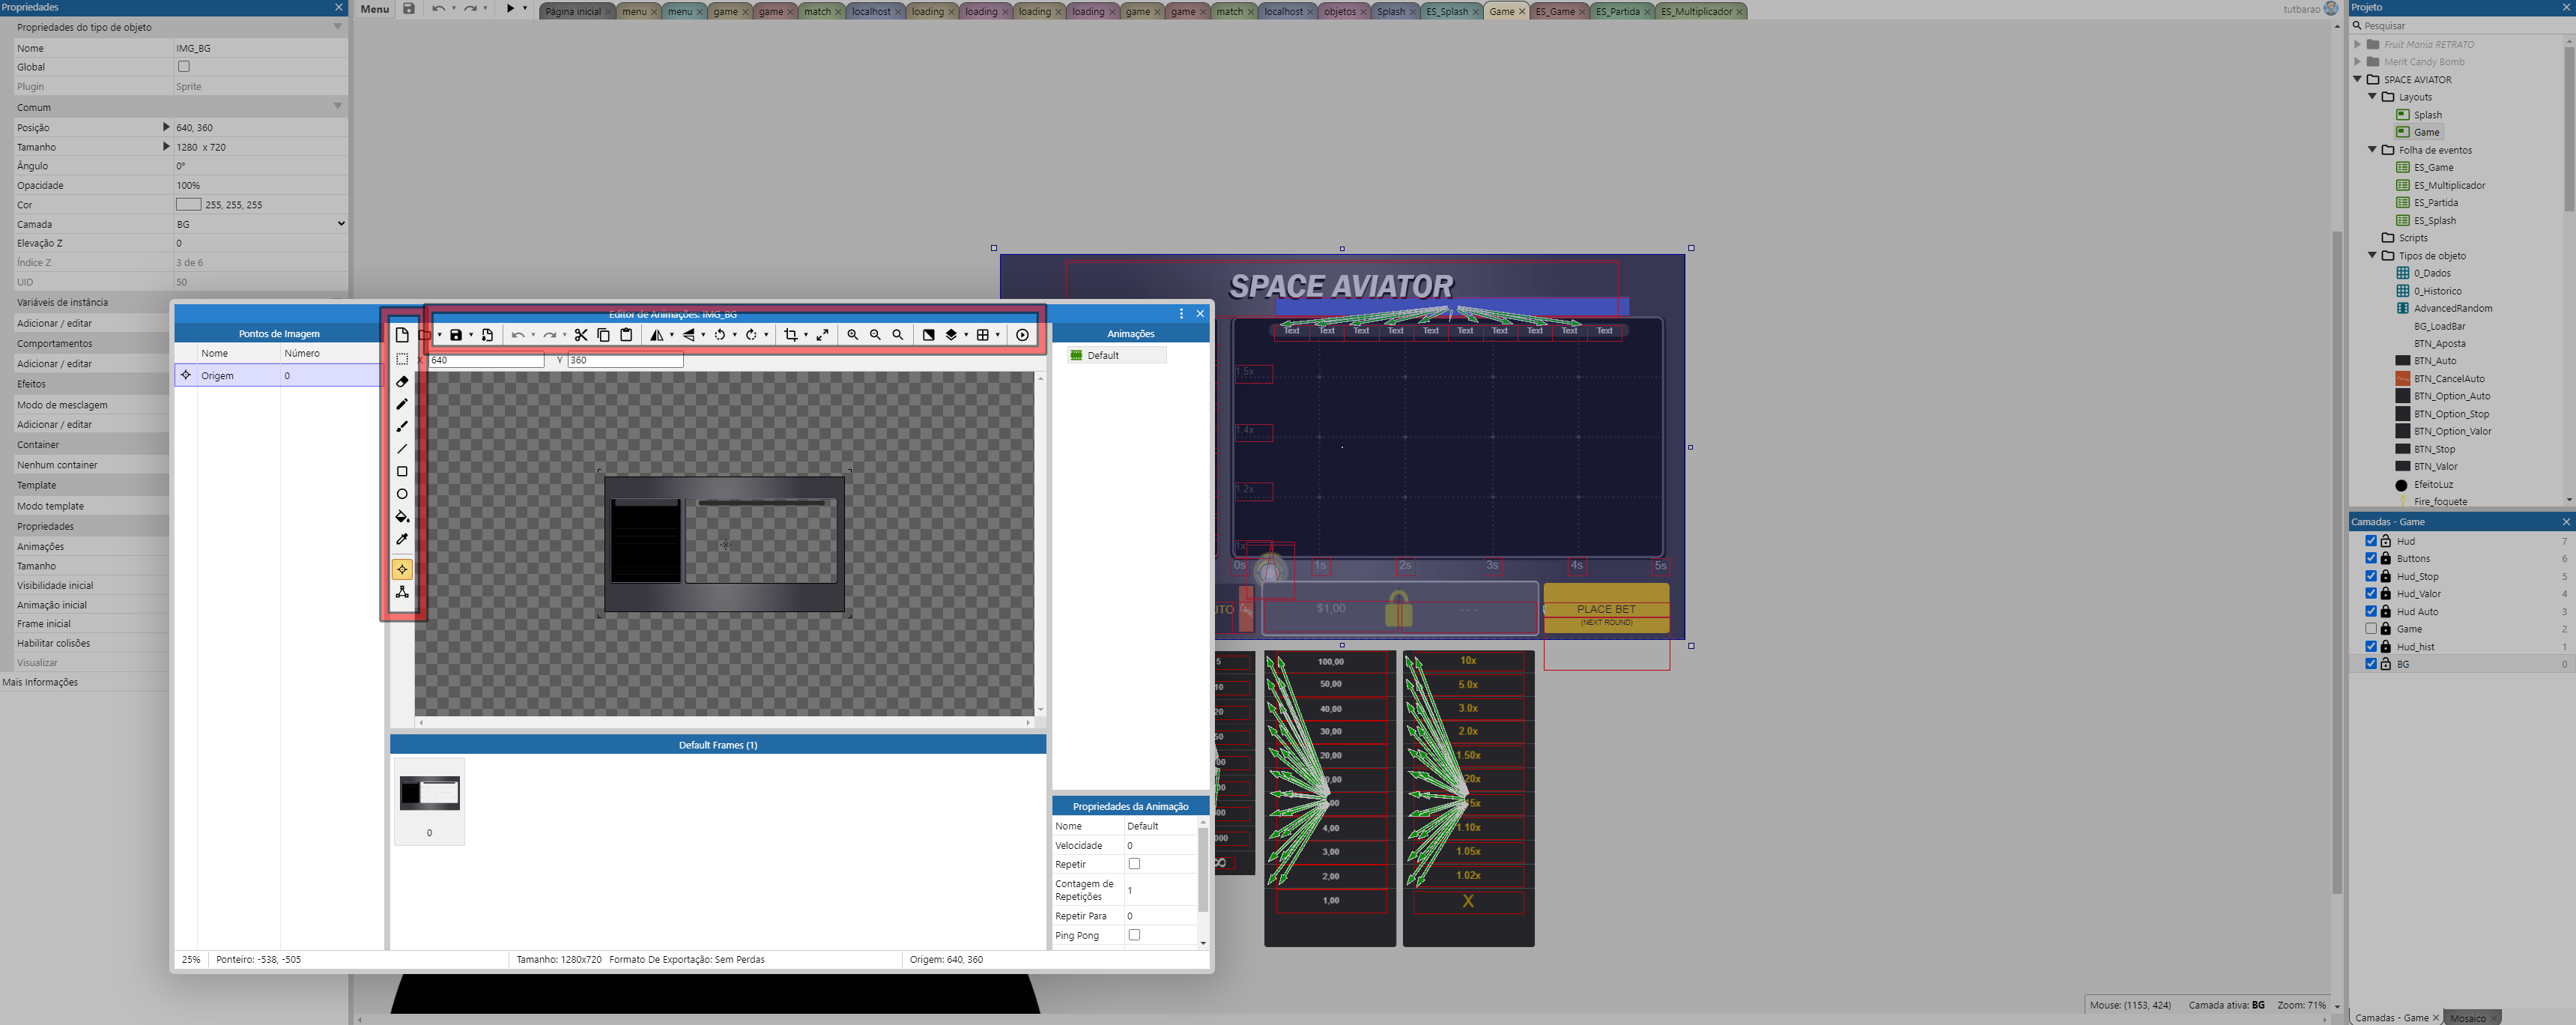 Propriedades
Propriedades do tipo de objeto
Nome IMG_BG
Global
Plugin Sprite
Comum
Posição 640, 360
Tamanho 1280 x 720
Ângulo 0°
Opacidade 100%
Cor 255, 255, 255
Camada BG
Elevação Z 0
Índice Z 3 de 6
UID 50
Variáveis de instância
Adicionar / editar
Comportamentos
Adicionar / editar
Efeitos
Modo de mesclagem
Adicionar / editar
Container
Nenhum container
Template
Modo template
Propriedades
Animações
Tamanho
Visibilidade inicial
Animação inicial
Frame inicial
Habilitar colisões
Visualizar
Mais Informações
Menu
Página inicial menu menu game game match localhost loading loading loading loading game game match localhost objetos Splash ES_Splash Game ES_Game ES_Partida ES_Multiplicador
tutbarao
Editor de Animações: IMG_BG
Pontos de Imagem
Nome Número
Origem 0
X 640 Y 360
Default Frames (1)
0
Animações
Default
Propriedades da Animação
Nome Default
Velocidade 0
Repetir
Contagem de Repetições 1
Repetir Para 0
Ping Pong
25% Ponteiro: -538, -505 Tamanho: 1280x720 Formato De Exportação: Sem Perdas Origem: 640, 360
SPACE AVIATOR
Text Text Text Text Text Text Text Text Text Text
1.5x
1.4x
1.2x
1x
0s 1s 2s 3s 4s 5s
UTO
$1,00
---
PLACE BET
(NEXT ROUND)
5
10
20
50
00
00
00
000
∞
100,00
50,00
40,00
30,00
20,00
4,00
3,00
2,00
1,00
10x
5.0x
3.0x
2.0x
1.50x
1.10x
1.05x
1.02x
X
Mouse: (1153, 424) Camada ativa: BG Zoom: 71%
Projeto
Pesquisar
Fruit Mania RETRATO
Merit Candy Bomb
SPACE AVIATOR
Layouts
Splash
Game
Folha de eventos
ES_Game
ES_Multiplicador
ES_Partida
ES_Splash
Scripts
Tipos de objeto
0_Dados
0_Historico
AdvancedRandom
BG_LoadBar
BTN_Aposta
BTN_Auto
BTN_CancelAuto
BTN_Option_Auto
BTN_Option_Stop
BTN_Option_Valor
BTN_Stop
BTN_Valor
EfeitoLuz
Fire_foquete
Camadas - Game
Hud 7
Buttons 6
Hud_Stop 5
Hud_Valor 4
Hud Auto 3
Game 2
Hud_hist 1
BG 0
Camadas - Game Mosaico